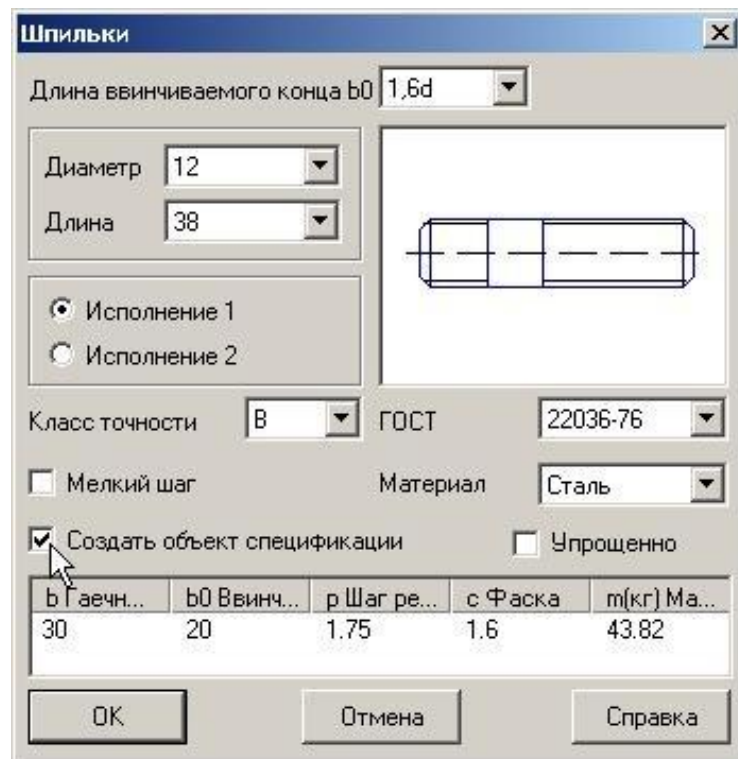 Шпильки
Длина ввинчиваемого конца b0 1,6d
Диаметр 12
Длина 38
Исполнение 1
Исполнение 2
Класс точности B ГОСТ 22036-76
Мелкий шаг Материал Сталь
Создать объект спецификации Упрощенно
b Гаечн... b0 Ввинч... p Шаг ре... c Фаска m(кг) Ма...
30 20 1.75 1.6 43.82
OK Отмена Справка